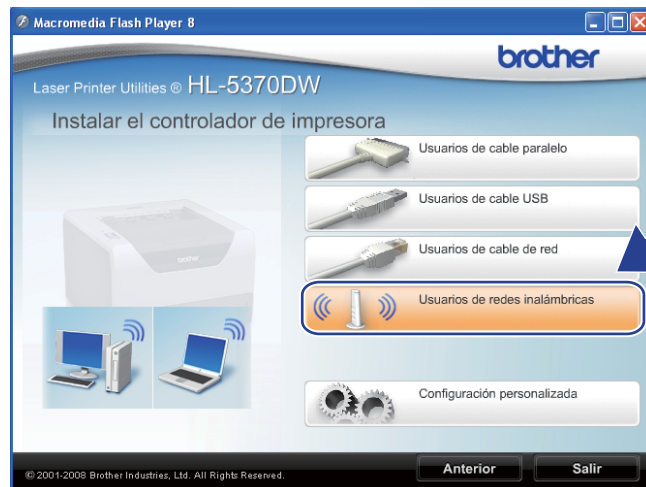 Macromedia Flash Player 8
brother
Laser Printer Utilities ® HL-5370DW
Instalar el controlador de impresora
Usuarios de cable paralelo
Usuarios de cable USB
Usuarios de cable de red
Usuarios de redes inalámbricas
Configuración personalizada
© 2001-2008 Brother Industries, Ltd. All Rights Reserved.
Anterior
Salir